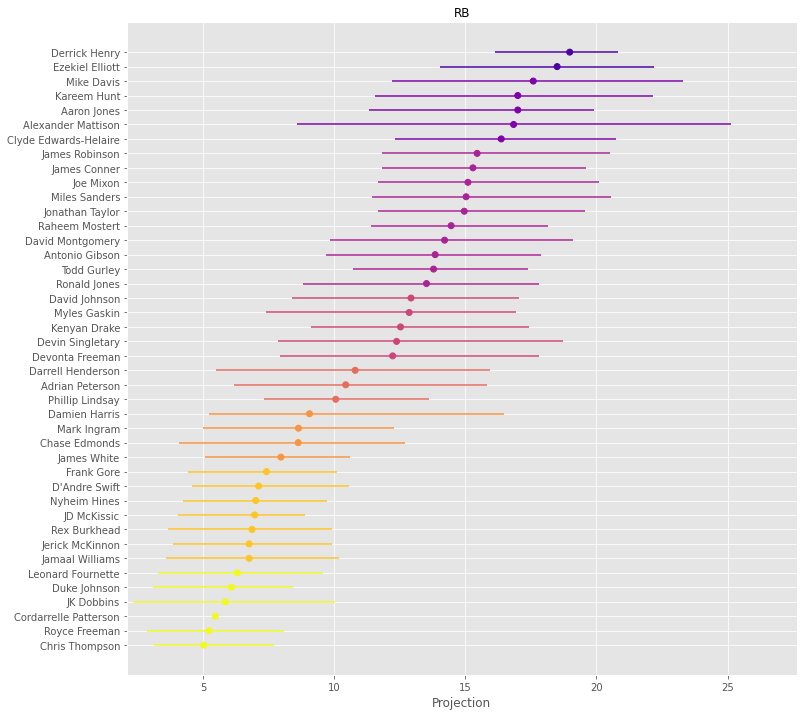 RB
Derrick Henry
Ezekiel Elliott
Mike Davis
Kareem Hunt
Aaron Jones
Alexander Mattison
Clyde Edwards-Helaire
James Robinson
James Conner
Joe Mixon
Miles Sanders
Jonathan Taylor
Raheem Mostert
David Montgomery
Antonio Gibson
Todd Gurley
Ronald Jones
David Johnson
Myles Gaskin
Kenyan Drake
Devin Singletary
Devonta Freeman
Darrell Henderson
Adrian Peterson
Phillip Lindsay
Damien Harris
Mark Ingram
Chase Edmonds
James White
Frank Gore
D'Andre Swift
Nyheim Hines
JD McKissic
Rex Burkhead
Jerick McKinnon
Jamaal Williams
Leonard Fournette
Duke Johnson
JK Dobbins
Cordarrelle Patterson
Royce Freeman
Chris Thompson
5 10 15 20 25
Projection